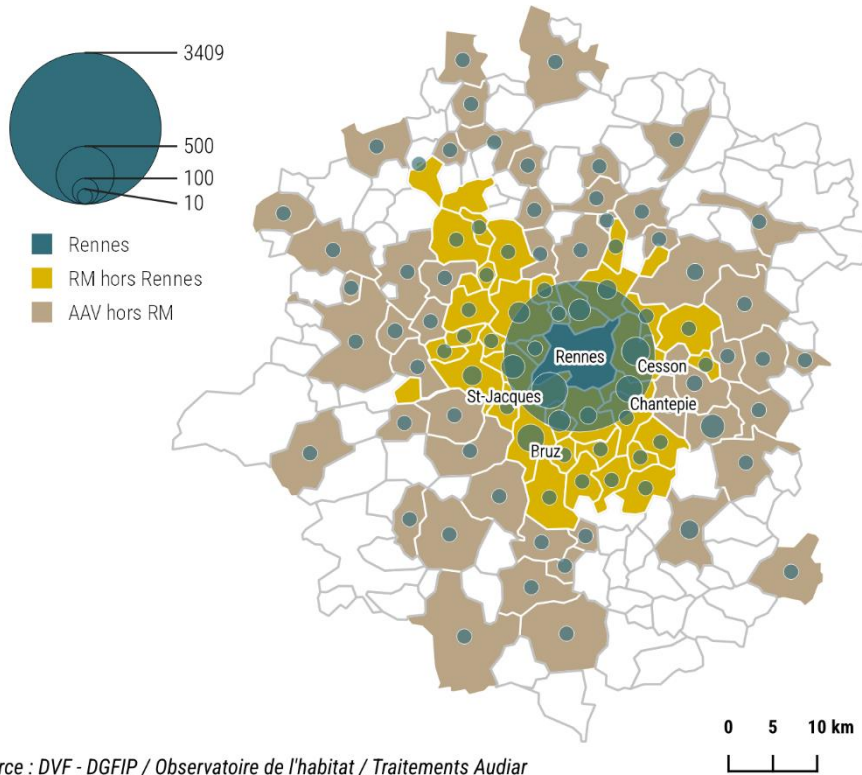 3409
500
100
10
Rennes
RM hors Rennes
AAV hors RM
Rennes
Cesson
St-Jacques
Chantepie
Bruz
0 5 10 km
rce : DVF - DGFIP / Observatoire de l'habitat / Traitements Audiar